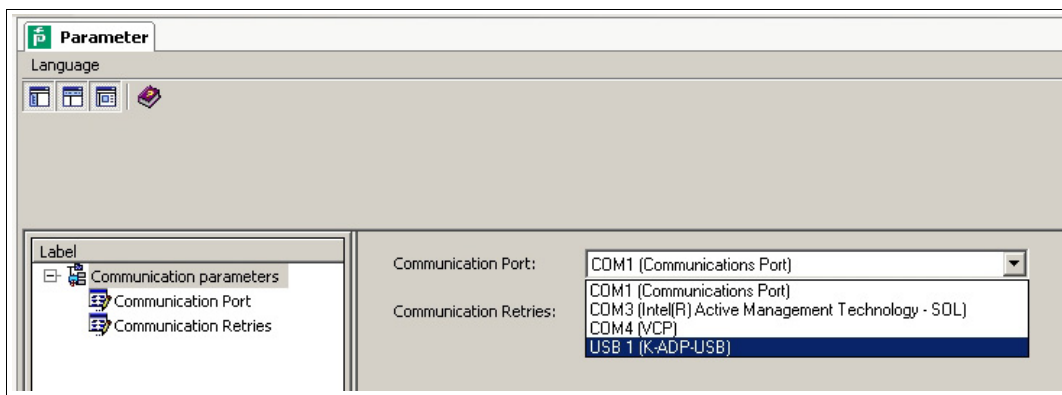 Parameter
Language
Label
Communication parameters
Communication Port
Communication Retries
Communication Port:
COM1 (Communications Port)
COM1 (Communications Port)
COM3 (Intel(R) Active Management Technology - SOL)
COM4 (VCP)
USB 1 (K-ADP-USB)
Communication Retries: